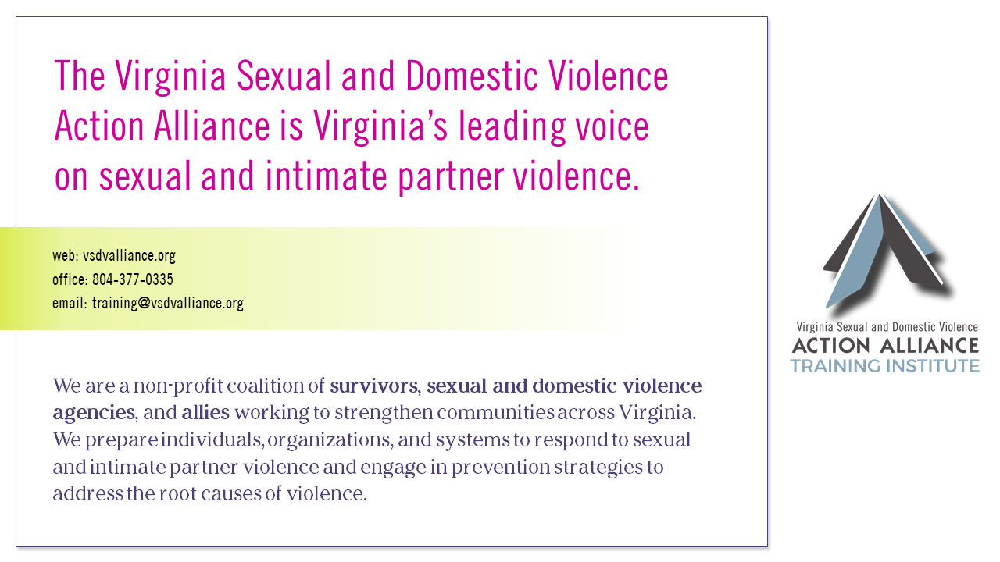 The Virginia Sexual and Domestic Violence
Action Alliance is Virginia’s leading voice
on sexual and intimate partner violence.
web: vsdvalliance.org
office: 804-377-0335
email: training@vsdvalliance.org
We are a non-profit coalition of survivors, sexual and domestic violence
agencies, and allies working to strengthen communities across Virginia.
We prepare individuals, organizations, and systems to respond to sexual
and intimate partner violence and engage in prevention strategies to
address the root causes of violence.
Virginia Sexual and Domestic Violence
ACTION ALLIANCE
TRAINING INSTITUTE